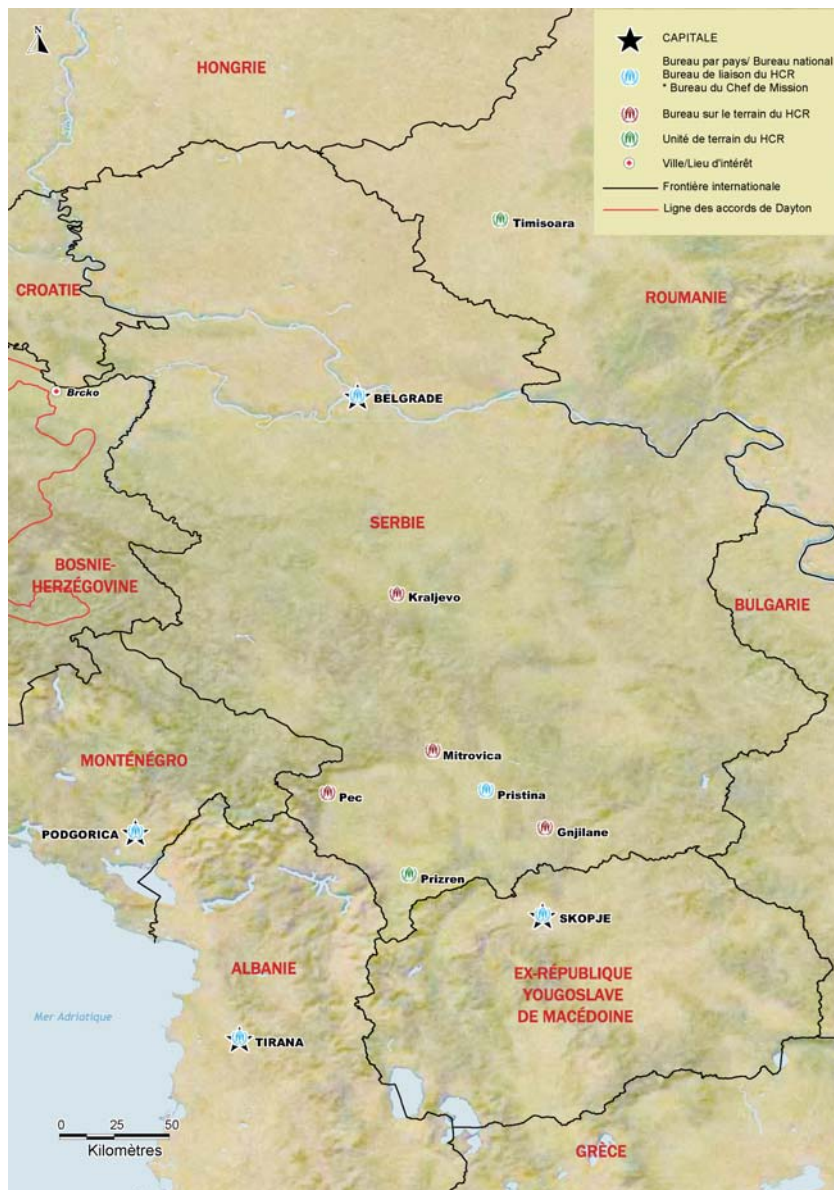 N
CAPITALE
Bureau par pays/ Bureau national
Bureau de liaison du HCR
* Bureau du Chef de Mission
Bureau sur le terrain du HCR
Unité de terrain du HCR
Ville/Lieu d'intérêt
Frontière internationale
Ligne des accords de Dayton
HONGRIE
Timisoara
CROATIE
ROUMANIE
Brcko
BELGRADE
SERBIE
BOSNIE-
HERZÉGOVINE
Kraljevo
BULGARIE
Mitrovica
MONTÉNÉGRO
Pec
Pristina
PODGORICA
Gnjilane
Prizren
SKOPJE
ALBANIE
EX-RÉPUBLIQUE
YOUGOSLAVE
DE MACÉDOINE
Mer Adriatique
TIRANA
0 25 50
Kilomètres
GRÈCE